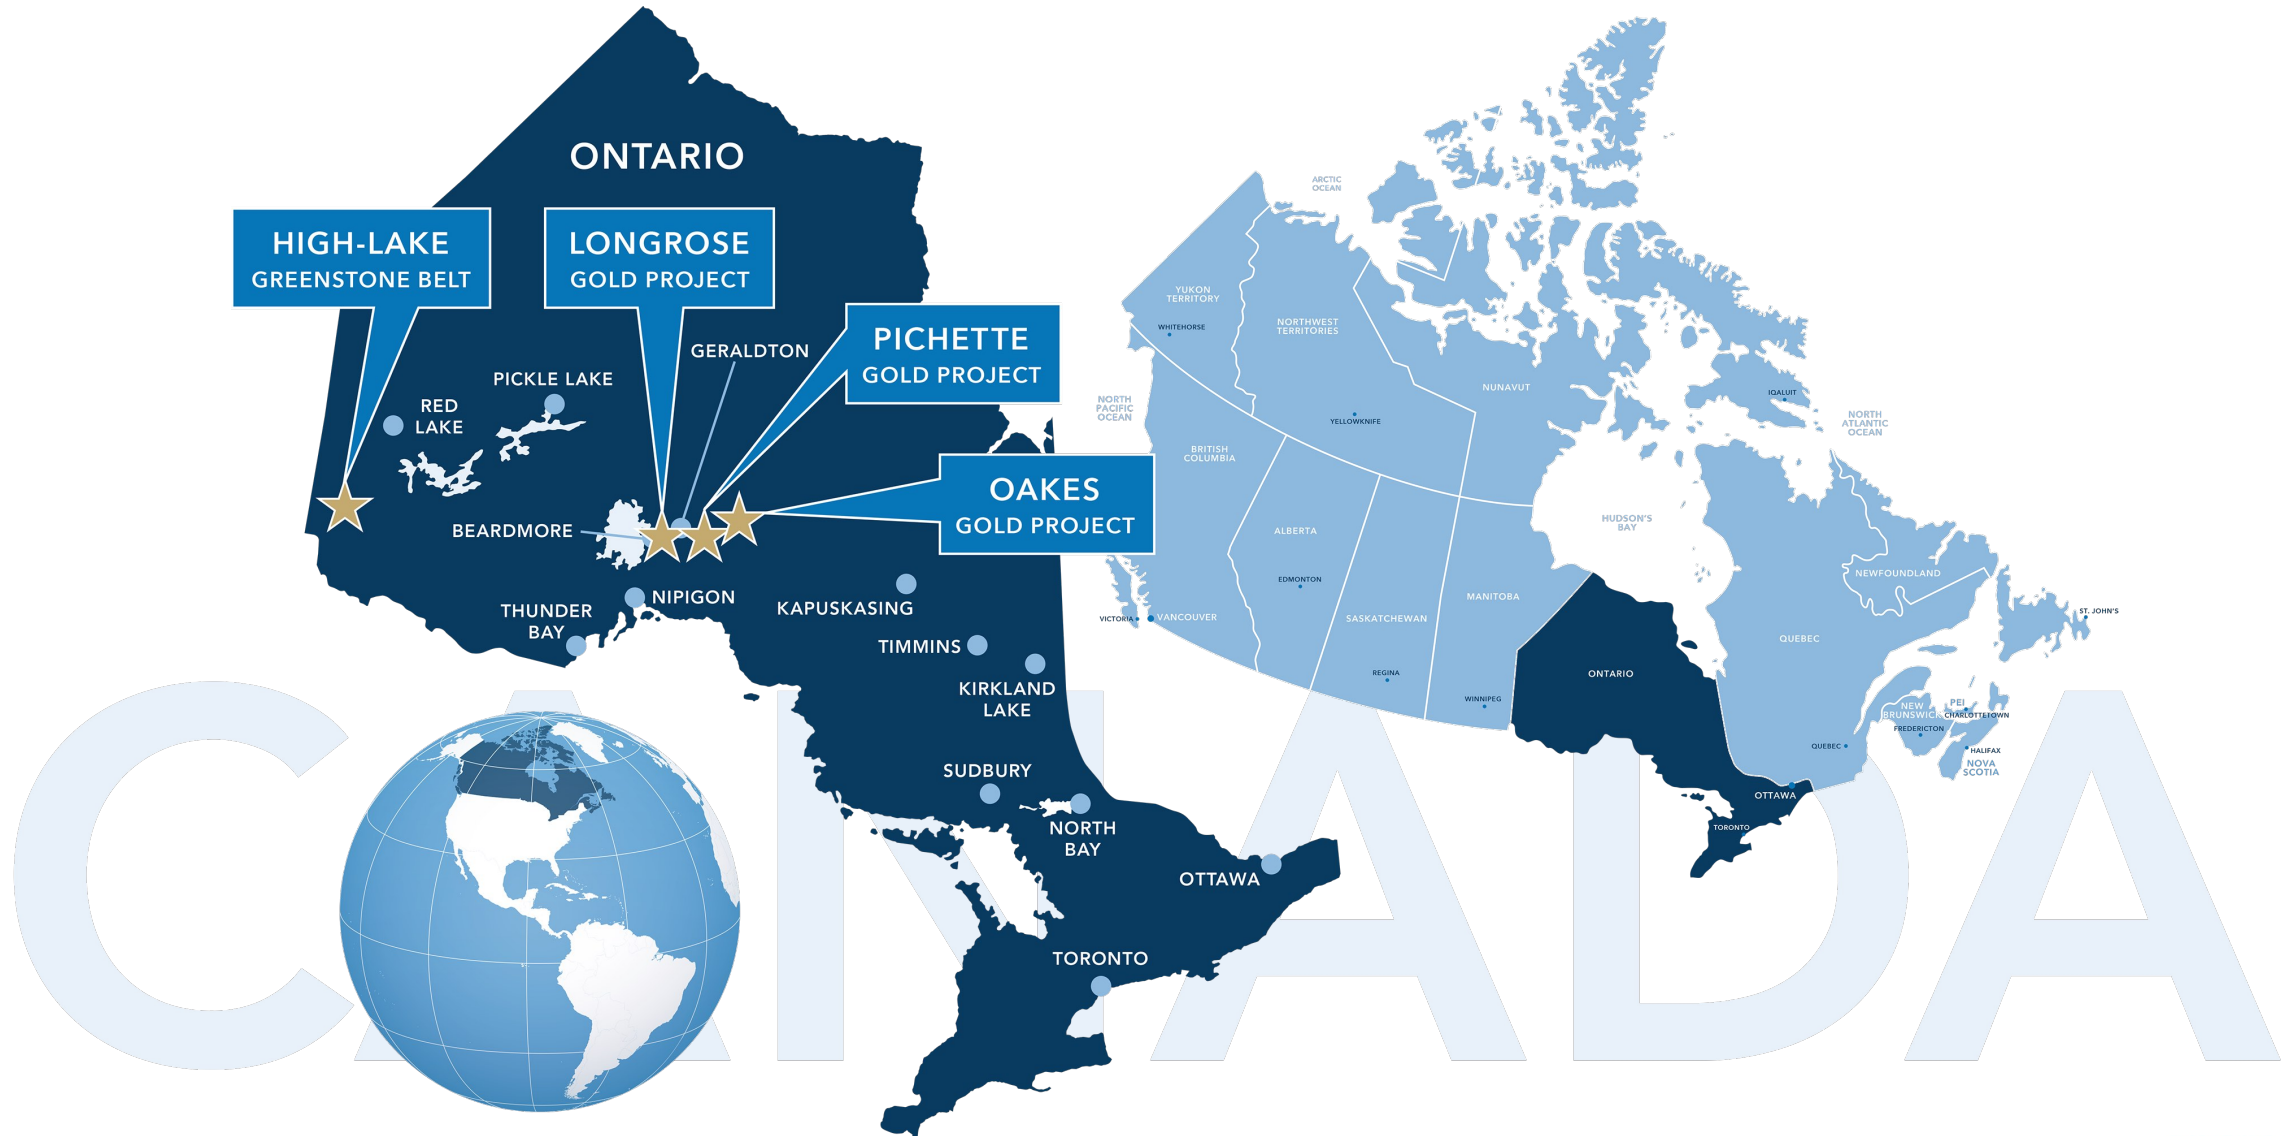 ONTARIO
HIGH-LAKE
GREENSTONE BELT
LONGROSE
GOLD PROJECT
PICHETTE
GOLD PROJECT
OAKES
GOLD PROJECT
GERALDTON
PICKLE LAKE
RED
LAKE
BEARDMORE
NIPIGON
THUNDER
BAY
KAPUSKASING
TIMMINS
KIRKLAND
LAKE
SUDBURY
NORTH
BAY
OTTAWA
TORONTO
ARCTIC
OCEAN
YUKON
TERRITORY
WHITEHORSE
NORTHWEST
TERRITORIES
NUNAVUT
IQALUIT
NORTH
PACIFIC
OCEAN
YELLOWKNIFE
NORTH
ATLANTIC
OCEAN
BRITISH
COLUMBIA
ALBERTA
HUDSON'S
BAY
EDMONTON
NEWFOUNDLAND
MANITOBA
VICTORIA
VANCOUVER
SASKATCHEWAN
ST. JOHN'S
QUEBEC
REGINA
ONTARIO
WINNIPEG
NEW
BRUNSWICK
PEI
CHARLOTTETOWN
FREDERICTON
QUEBEC
HALIFAX
NOVA
SCOTIA
OTTAWA
TORONTO
CANADA